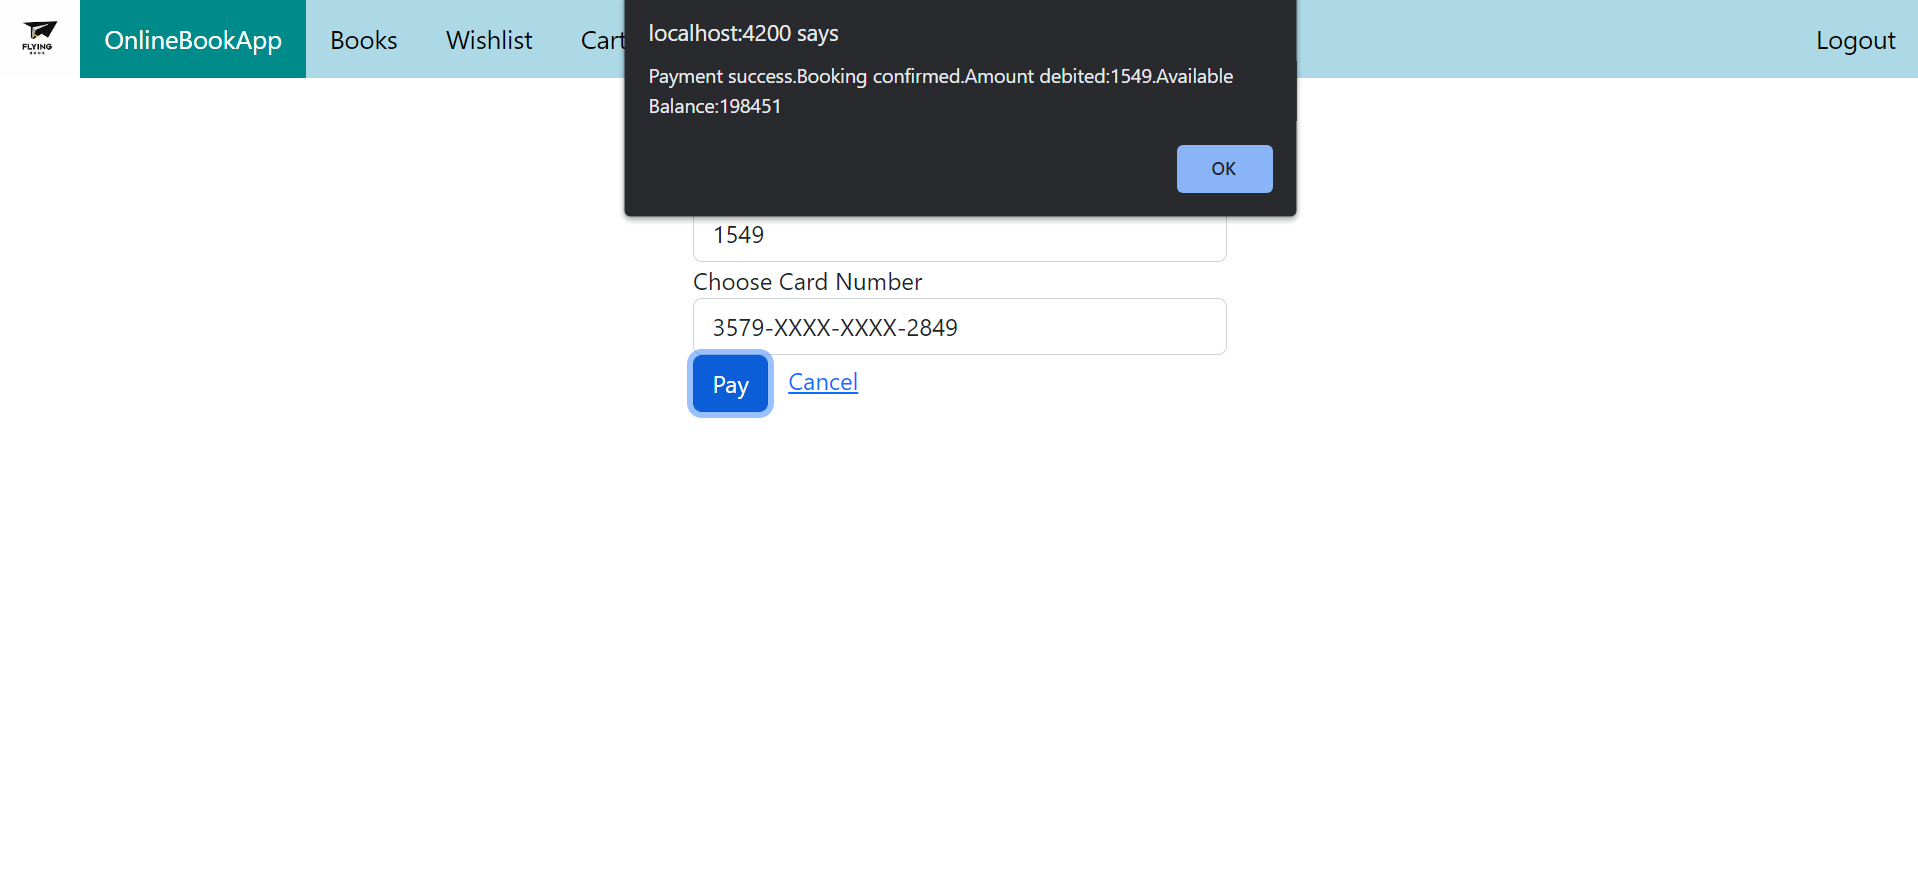 FLYING
BOOK
OnlineBookApp
Books
Wishlist
Cart
Logout
localhost:4200 says
Payment success.Booking confirmed.Amount debited:1549.Available
Balance:198451
OK
1549
Choose Card Number
3579-XXXX-XXXX-2849
Pay
Cancel